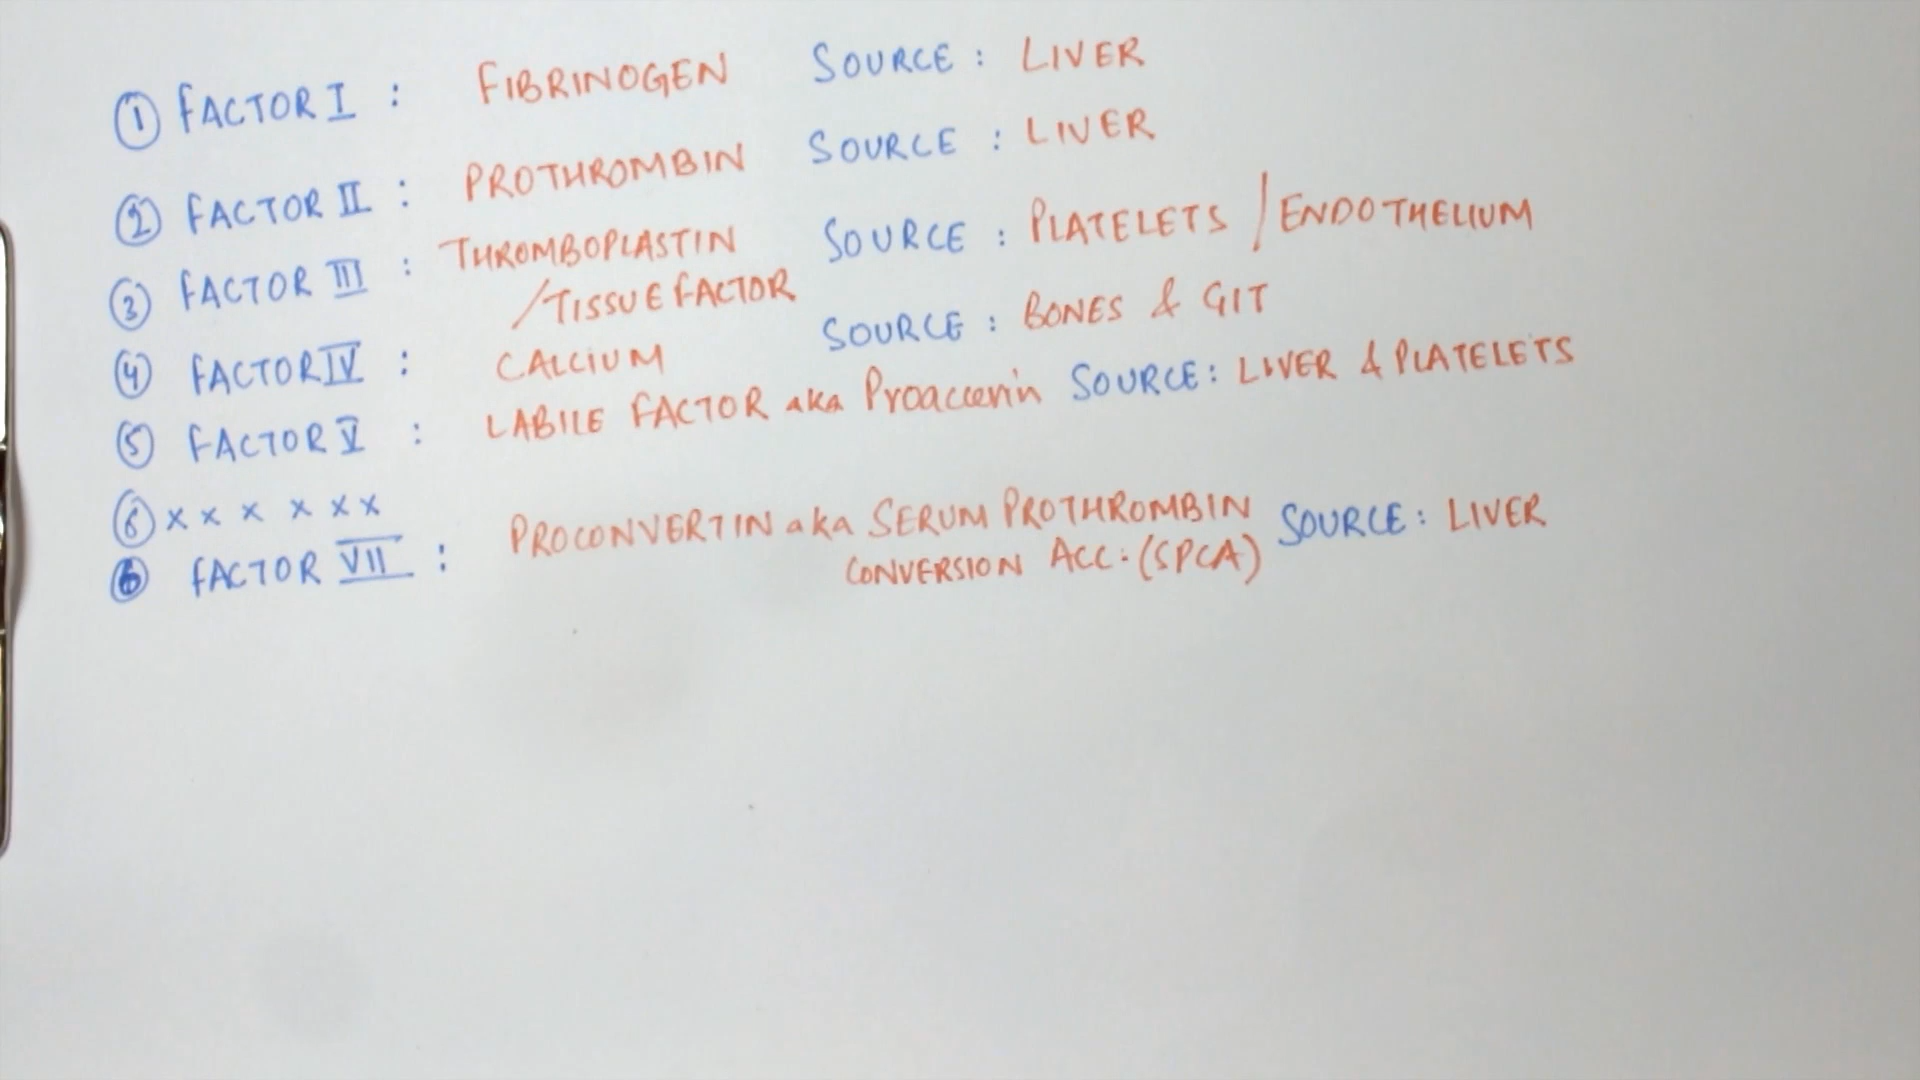 ① FACTOR I : FIBRINOGEN SOURCE : LIVER
② FACTOR II : PROTHROMBIN SOURCE : LIVER
③ FACTOR III : THROMBOPLASTIN SOURCE : PLATELETS / ENDOTHELIUM
/TISSUE FACTOR
④ FACTOR IV : CALCIUM SOURCE : BONES & GIT
⑤ FACTOR V : LABILE FACTOR aka Proaccerin SOURCE : LIVER & PLATELETS
⑥ x x x x x x
⑥ FACTOR VII : PROCONVERTIN aka SERUM PROTHROMBIN SOURCE : LIVER
CONVERSION ACC. (SPCA)